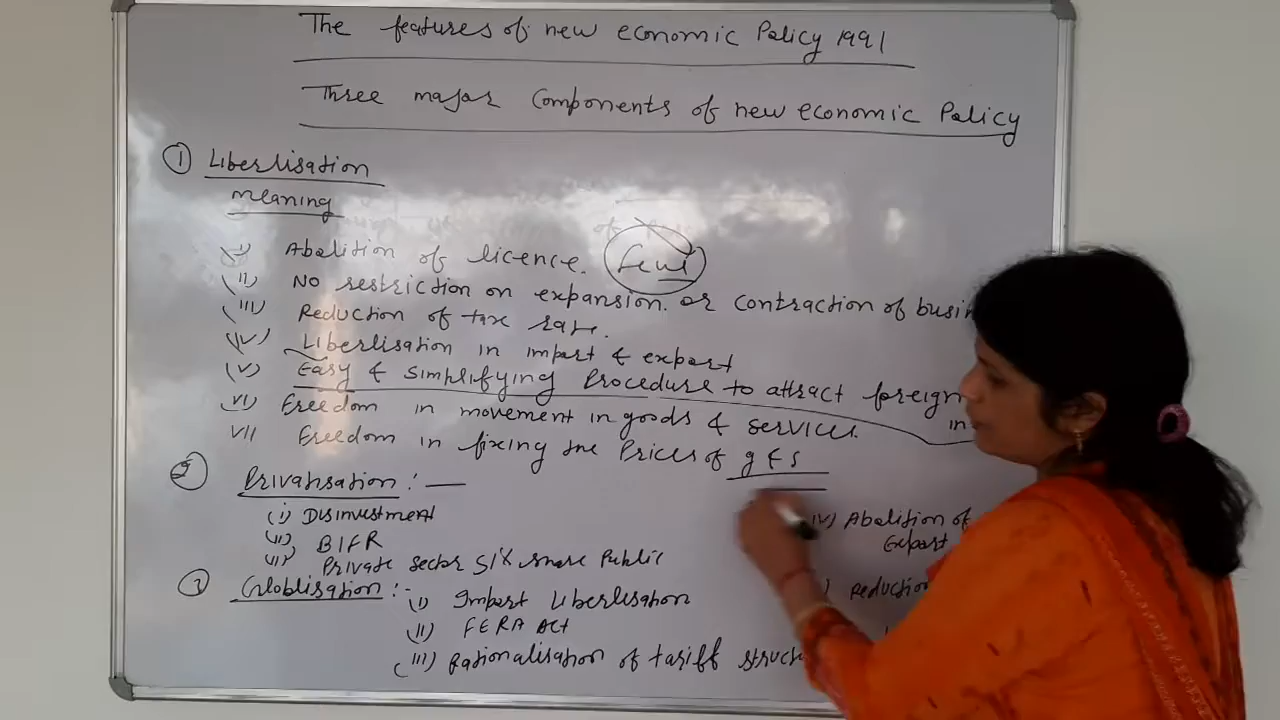 The features of new economic Policy 1991
Three major Components of new economic Policy
① Liberlisation
meaning
(i) Abolition of licence.
(ii) No restriction on expansion or contraction of busin
(iii) Reduction of tax rate.
(iv) Liberlisation in import & export
(v) Easy & simplifying Procedure to attract foreign
in
vi) Freedom in movement in goods & services.
vii Freedom in fixing the Prices of g & s
② Privatisation :—
(i) Disinvestment
(ii) BIFR
(iii) Private sector 51% share Public
③ Globlisation :-
(i) Import Liberlisation
(ii) FERA Act
(iii) Rationalisation of tariff struct
iv) Abolition of
Export
) Reduction